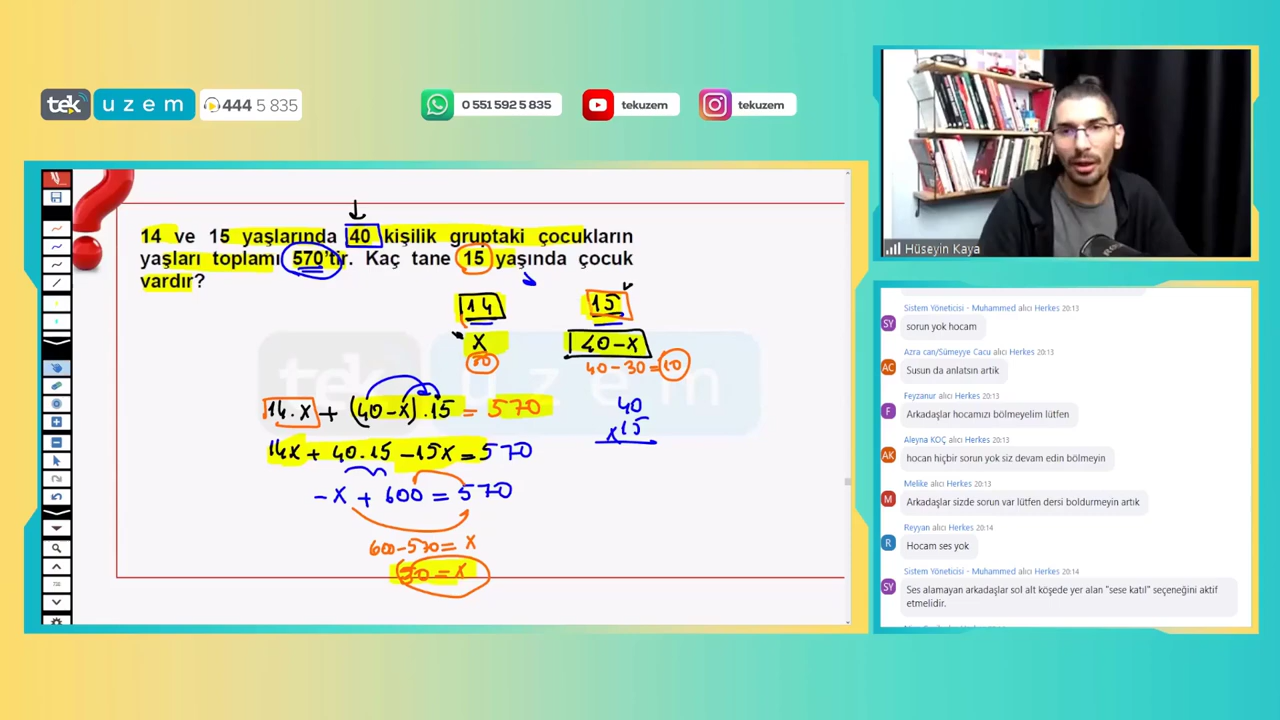 tek uzem 444 5 835
0 551 592 5 835
tekuzem
tekuzem
14 ve 15 yaşlarında 40 kişilik gruptaki çocukların
yaşları toplamı 570'tir. Kaç tane 15 yaşında çocuk
vardır?
14 15
x 40-x
30 40-30=10
14.x + (40-x).15 = 570
14x + 40.15 -15x = 570
-x + 600 = 570
600-570= x
30 = x
40
x15
tek uzem
Hüseyin Kaya
Sistem Yöneticisi - Muhammed alıcı Herkes 20:13
SY sorun yok hocam
Azra can/Sümeyye Cacu alıcı Herkes 20:13
AC Susun da anlatsın artik
Feyzanur alıcı Herkes 20:13
F Arkadaşlar hocamızı bölmeyelim lütfen
Aleyna KOÇ alıcı Herkes 20:13
AK hocan hiçbir sorun yok siz devam edin bölmeyin
Melike alıcı Herkes 20:13
M Arkadaşlar sizde sorun var lütfen dersi boldurmeyin artık
Reyyan alıcı Herkes 20:14
R Hocam ses yok
Sistem Yöneticisi - Muhammed alıcı Herkes 20:14
SY Ses alamayan arkadaşlar sol alt köşede yer alan "sese katıl" seçeneğini aktif
etmelidir.